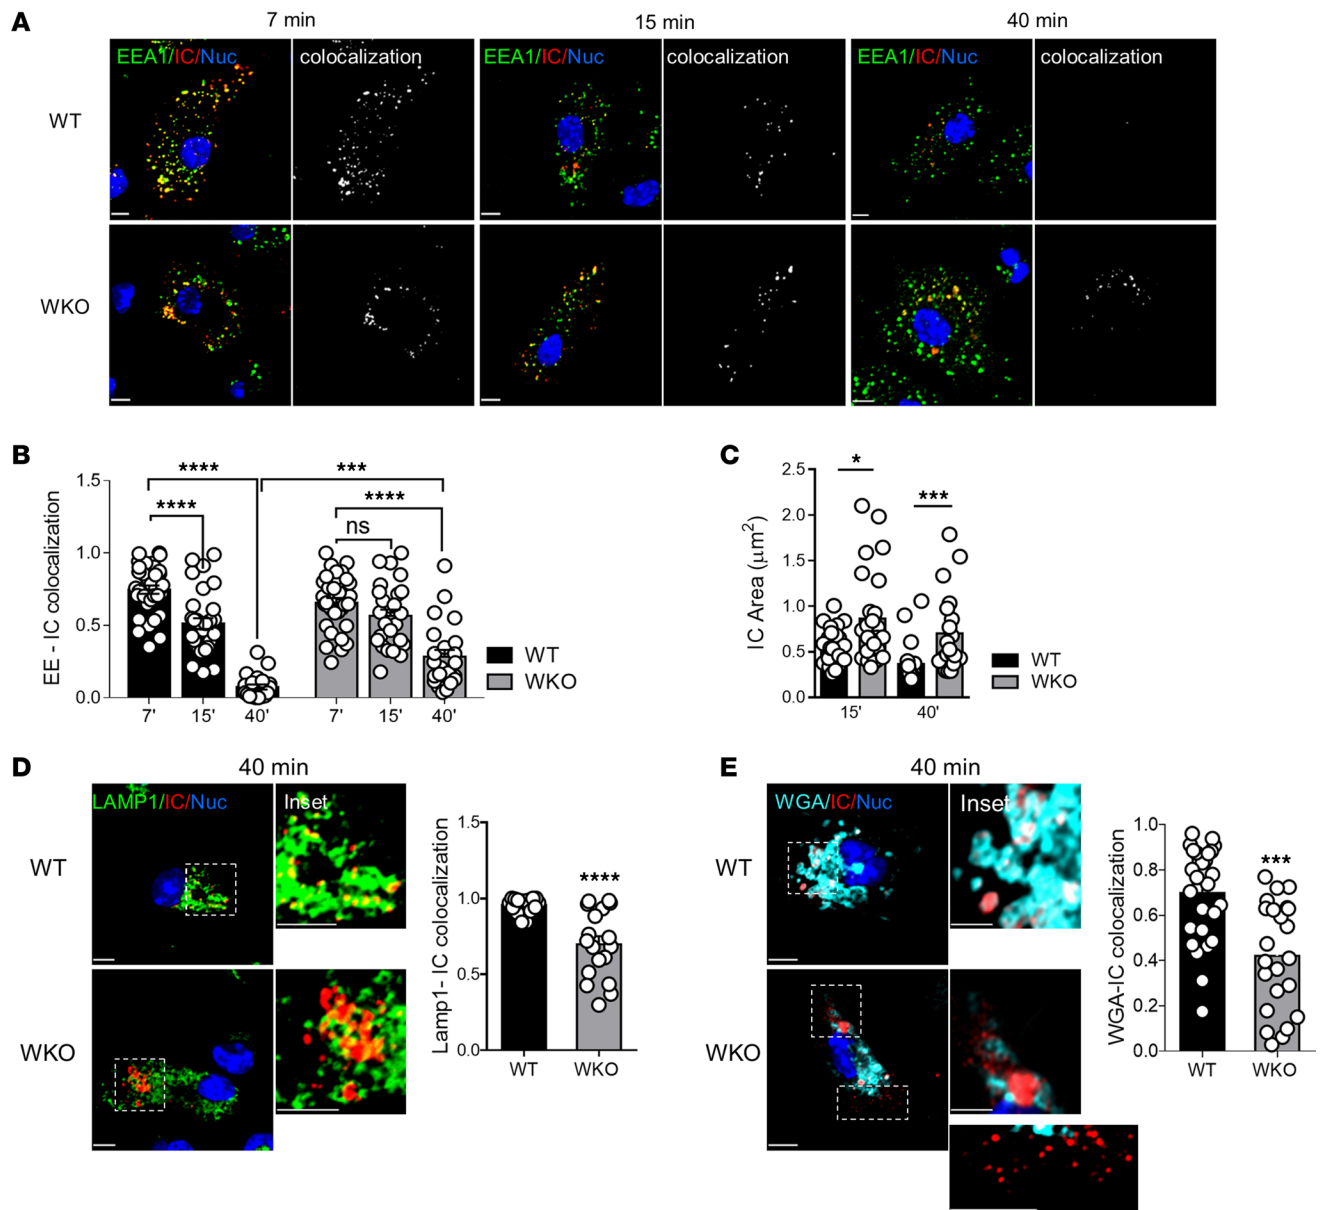 A
7 min
15 min
40 min
EEA1/IC/Nuc
colocalization
EEA1/IC/Nuc
colocalization
EEA1/IC/Nuc
colocalization
WT
WKO
B
EE - IC colocalization
1.5
1.0
0.5
0.0
****
****
***
****
ns
7'
15'
40'
7'
15'
40'
WT
WKO
C
IC Area (μm²)
2.5
2.0
1.5
1.0
0.5
0.0
*
***
15'
40'
WT
WKO
D
40 min
LAMP1/IC/Nuc
Inset
WT
WKO
Lamp1- IC colocalization
1.5
1.0
0.5
0.0
****
WT
WKO
E
40 min
WGA/IC/Nuc
Inset
WT
WKO
WGA-IC colocalization
1.0
0.8
0.6
0.4
0.2
0.0
***
WT
WKO